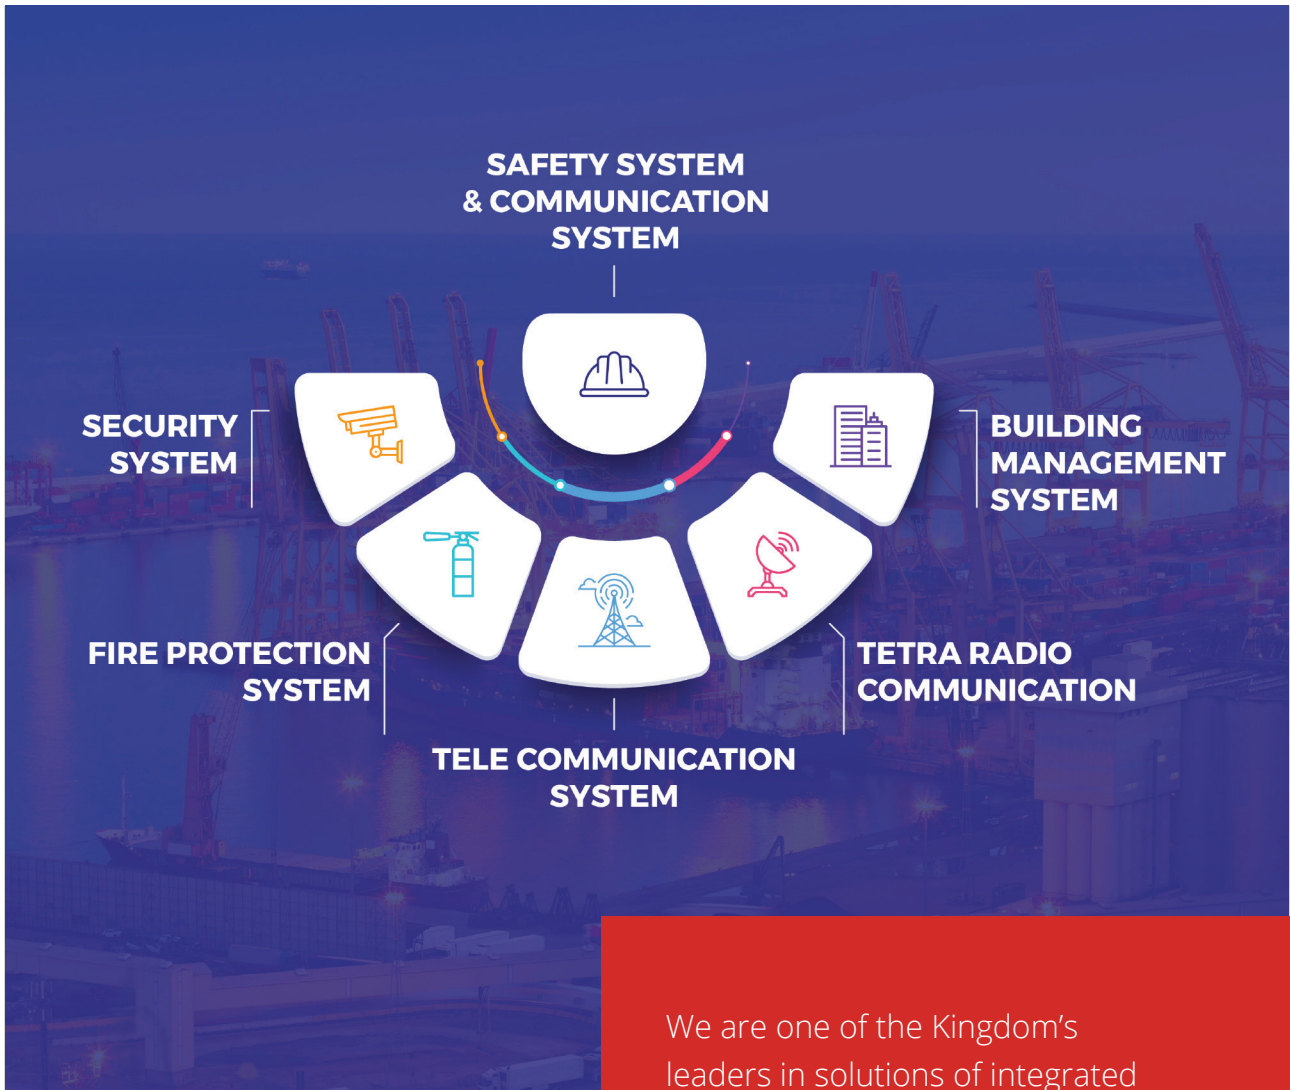 SAFETY SYSTEM
& COMMUNICATION
SYSTEM
SECURITY
SYSTEM
BUILDING
MANAGEMENT
SYSTEM
FIRE PROTECTION
SYSTEM
TETRA RADIO
COMMUNICATION
TELE COMMUNICATION
SYSTEM
We are one of the Kingdom’s
leaders in solutions of integrated